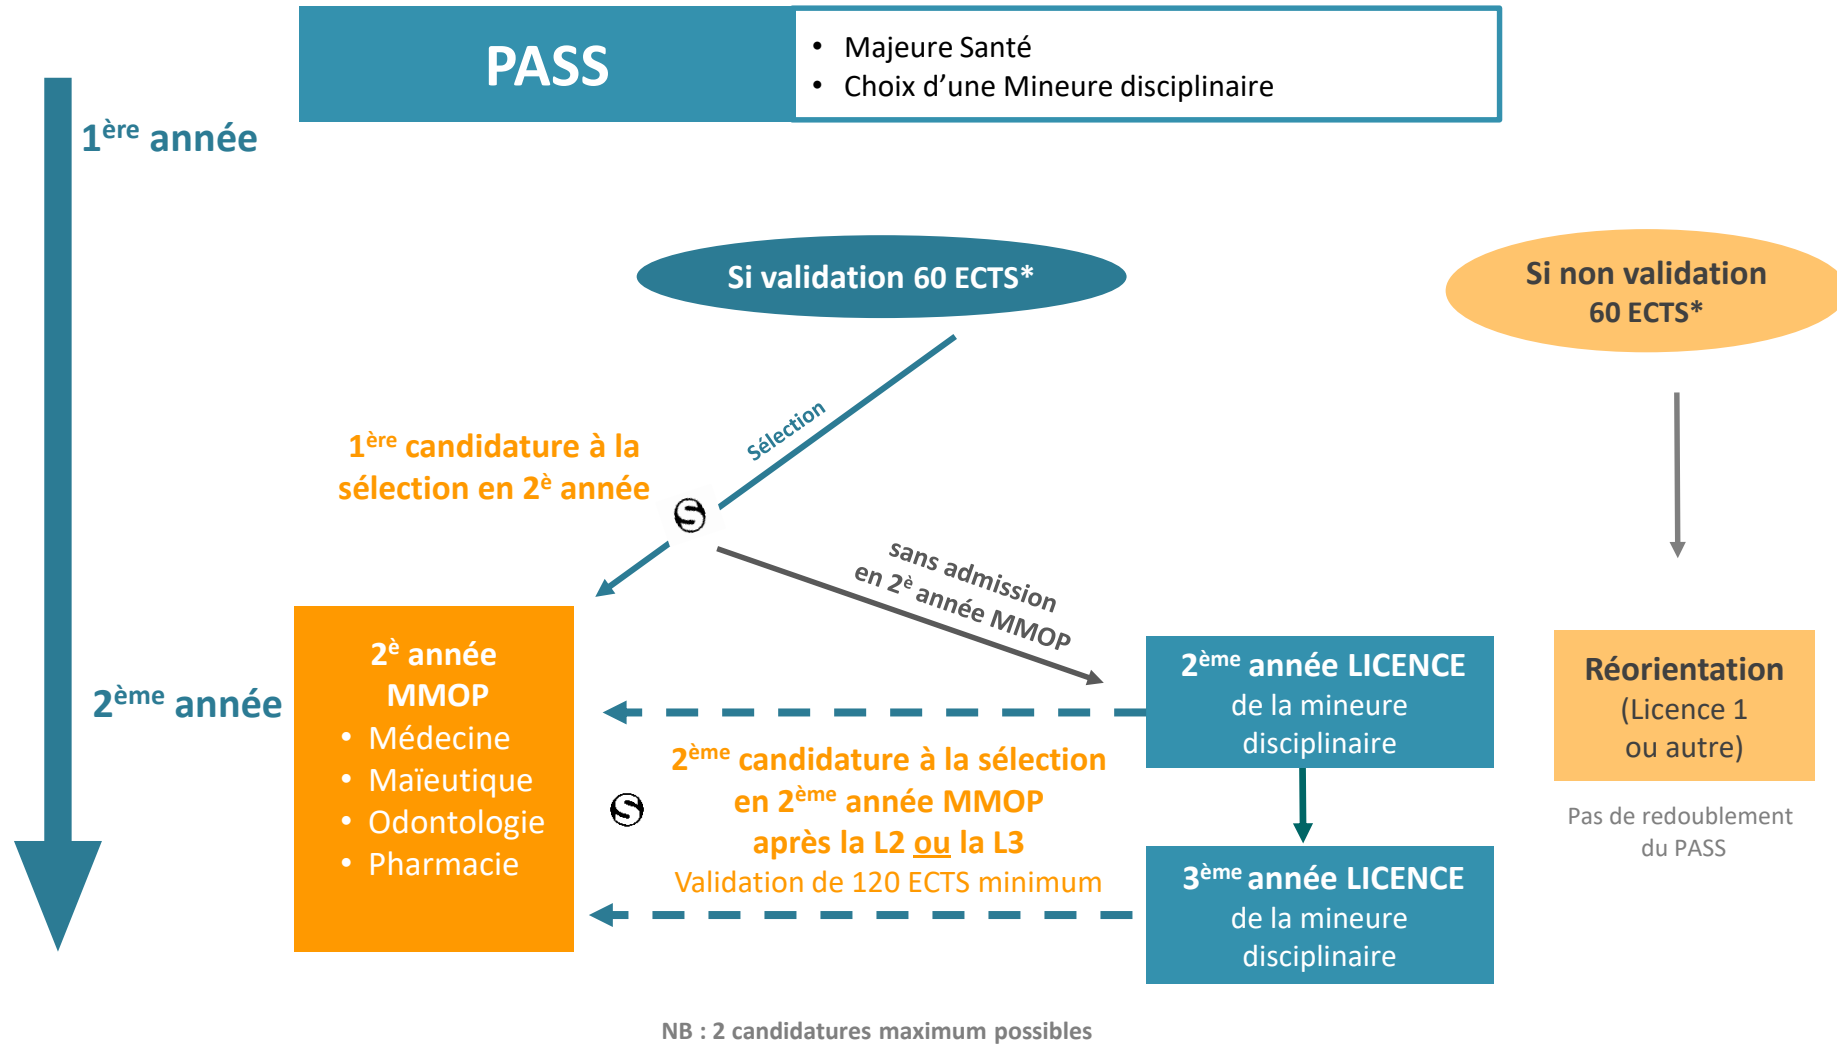 PASS
• Majeure Santé
• Choix d’une Mineure disciplinaire
1ère année
Si validation 60 ECTS*
Si non validation
60 ECTS*
Sélection
1ère candidature à la
sélection en 2è année
S
sans admission
en 2è année MMOP
2è année
MMOP
• Médecine
• Maïeutique
• Odontologie
• Pharmacie
2ème année
2ème année LICENCE
de la mineure
disciplinaire
Réorientation
(Licence 1
ou autre)
Pas de redoublement
du PASS
2ème candidature à la sélection
en 2ème année MMOP
après la L2 ou la L3
Validation de 120 ECTS minimum
S
3ème année LICENCE
de la mineure
disciplinaire
NB : 2 candidatures maximum possibles